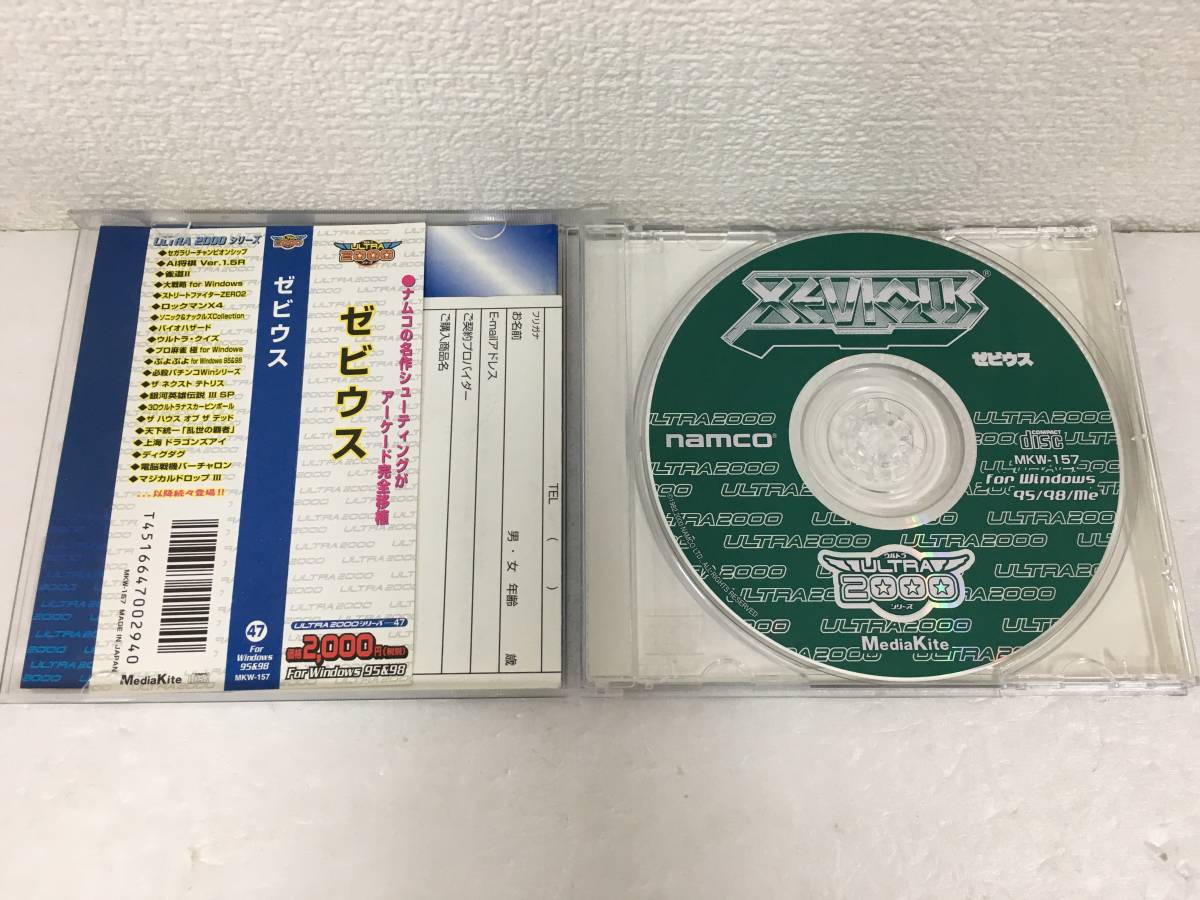 ULTRA 2000 シリーズ
◆セガラリーチャンピオンシップ
◆AI将棋 Ver.1.5R
◆雀道II
◆大戦略 for Windows
◆ストリートファイターZERO2
◆ロックマンX4
◆ソニック&ナックルズCollection
◆バイオハザード
◆ウルトラ・クイズ
◆プロ麻雀 極 for Windows
◆ぷよぷよ for Windows 95&98
◆必殺パチンコWinシリーズ
◆ザ ネクスト テトリス
◆銀河英雄伝説 III SP
◆3Dウルトラナスカーピンボール
◆ザ ハウス オブ ザ デッド
◆天下統一「乱世の覇者」
◆上海 ドラゴンズアイ
◆ディグダグ
◆電脳戦機バーチャロン
◆マジカルドロップ III
...以降続々登場!!
T4516647002940
MKW-157 MADE IN JAPAN
MediaKite
ULTRA 2000
ゼビウス
47
For Windows 95&98
MKW-157
ULTRA 2000
●ナムコの名作シューティングが
アーケード完全移植
ゼビウス
ULTRA2000シリーズ 47
価格2,000円(税別)
For Windows 95&98
フリガナ
お名前
TEL ( )
男・女 年齢 歳
E-mailアドレス
ご契約プロバイダー
ご購入商品名
XEVIOUS®
ゼビウス
ULTRA2000
namco®
COMPACT disc
MKW-157
for Windows
95/98/Me
ウルトラ
ULTRA
2000
シリーズ
MediaKite